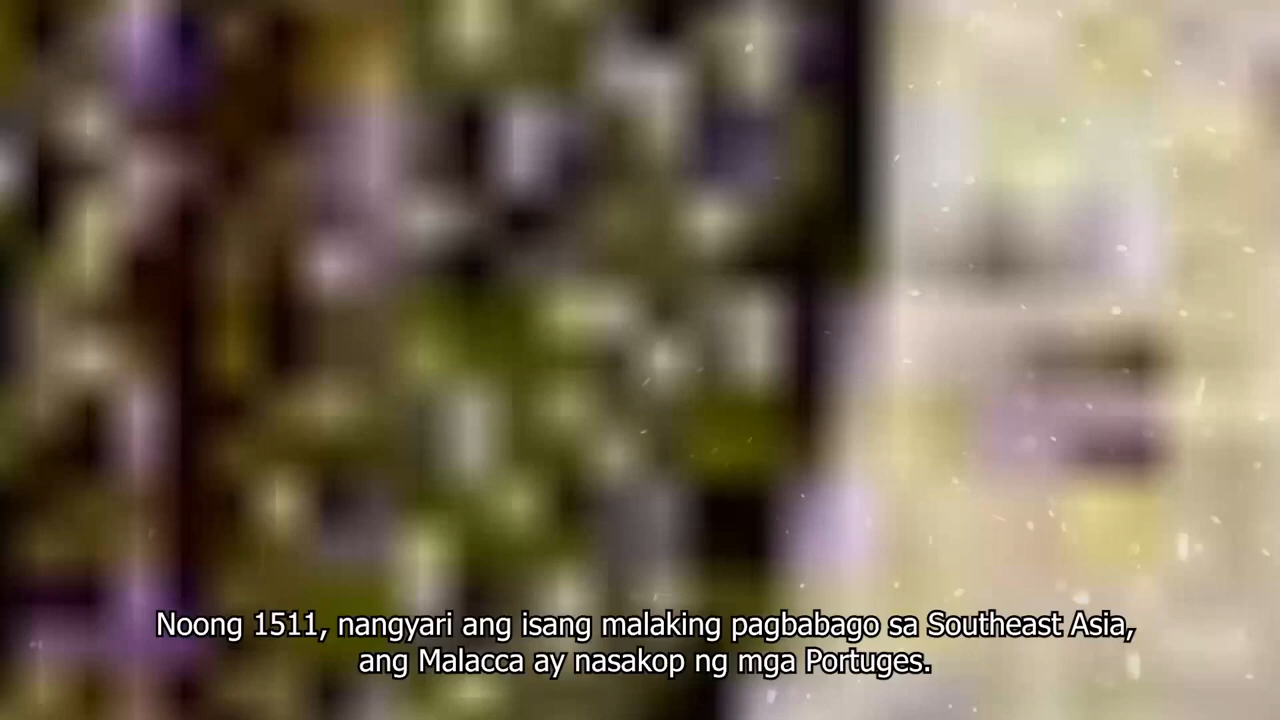 Noong 1511, nangyari ang isang malaking pagbabago sa Southeast Asia,
ang Malacca ay nasakop ng mga Portuges.